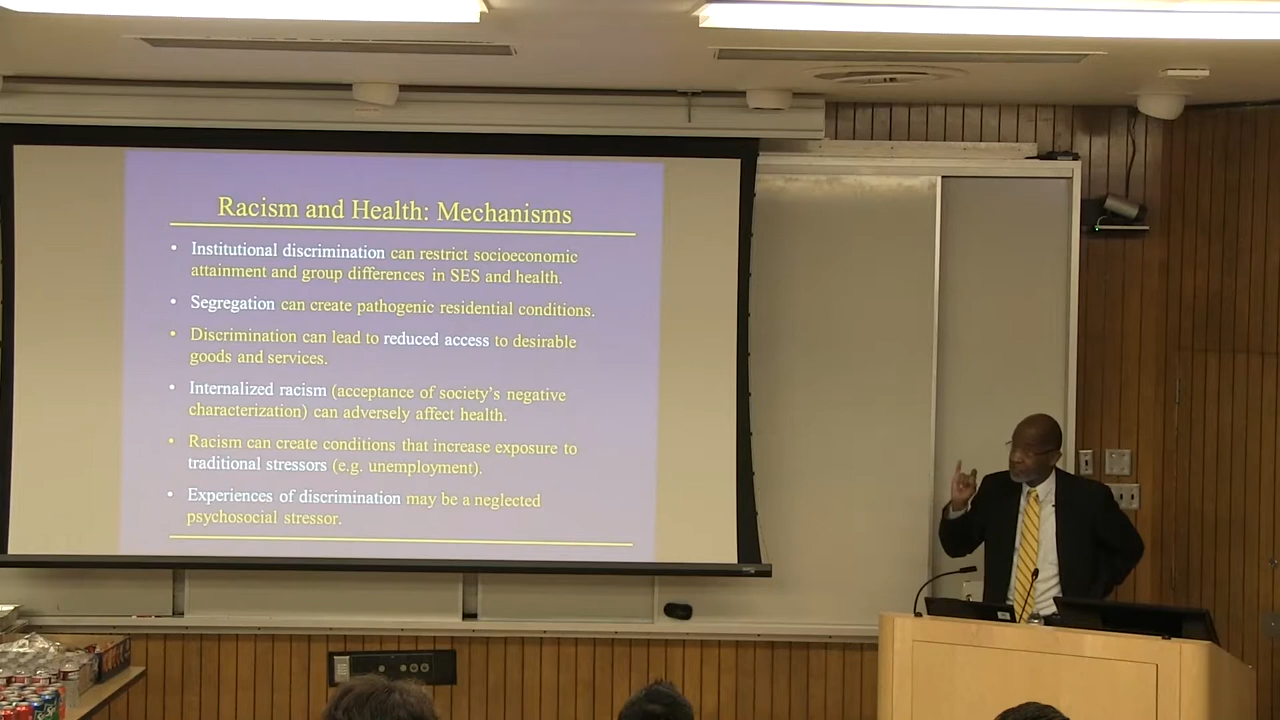 Racism and Health: Mechanisms
• Institutional discrimination can restrict socioeconomic
attainment and group differences in SES and health.
• Segregation can create pathogenic residential conditions.
• Discrimination can lead to reduced access to desirable
goods and services.
• Internalized racism (acceptance of society's negative
characterization) can adversely affect health.
• Racism can create conditions that increase exposure to
traditional stressors (e.g. unemployment).
• Experiences of discrimination may be a neglected
psychosocial stressor.